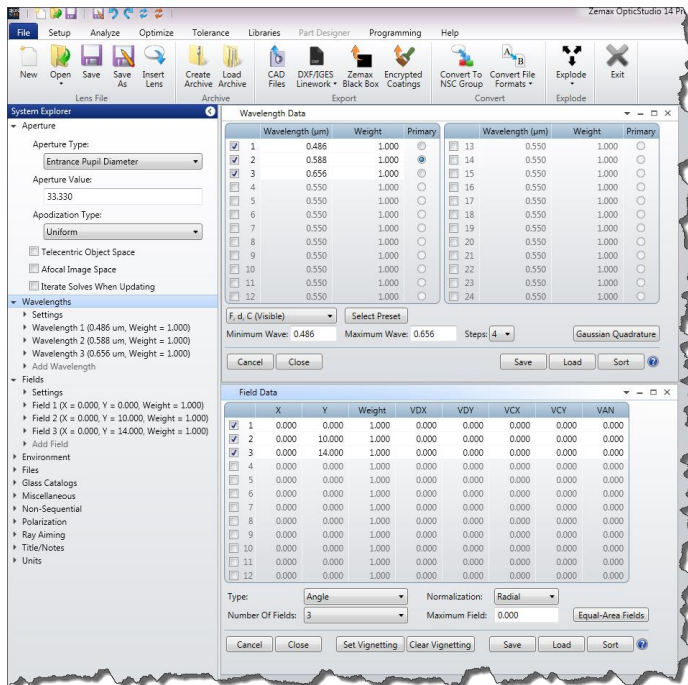 Zemax OpticStudio 14 Pr
File Setup Analyze Optimize Tolerance Libraries Part Designer Programming Help
New Open Save Save As Insert Lens Create Archive Load Archive CAD Files DXF/IGES Linework Zemax Black Box Encrypted Coatings Convert To NSC Group Convert File Formats Explode Exit
Lens File Archive Export Convert Explode
System Explorer
Aperture
Aperture Type:
Entrance Pupil Diameter
Aperture Value:
33.330
Apodization Type:
Uniform
Telecentric Object Space
Afocal Image Space
Iterate Solves When Updating
Wavelengths
Settings
Wavelength 1 (0.486 um, Weight = 1.000)
Wavelength 2 (0.588 um, Weight = 1.000)
Wavelength 3 (0.656 um, Weight = 1.000)
Add Wavelength
Fields
Settings
Field 1 (X = 0.000, Y = 0.000, Weight = 1.000)
Field 2 (X = 0.000, Y = 10.000, Weight = 1.000)
Field 3 (X = 0.000, Y = 14.000, Weight = 1.000)
Add Field
Environment
Files
Glass Catalogs
Miscellaneous
Non-Sequential
Polarization
Ray Aiming
Title/Notes
Units
Wavelength Data
Wavelength (µm) Weight Primary Wavelength (µm) Weight Primary
1 0.486 1.000 13 0.550 1.000
2 0.588 1.000 14 0.550 1.000
3 0.656 1.000 15 0.550 1.000
4 0.550 1.000 16 0.550 1.000
5 0.550 1.000 17 0.550 1.000
6 0.550 1.000 18 0.550 1.000
7 0.550 1.000 19 0.550 1.000
8 0.550 1.000 20 0.550 1.000
9 0.550 1.000 21 0.550 1.000
10 0.550 1.000 22 0.550 1.000
11 0.550 1.000 23 0.550 1.000
12 0.550 1.000 24 0.550 1.000
F, d, C (Visible) Select Preset
Minimum Wave: 0.486 Maximum Wave: 0.656 Steps: 4 Gaussian Quadrature
Cancel Close Save Load Sort
Field Data
X Y Weight VDX VDY VCX VCY VAN
1 0.000 0.000 1.000 0.000 0.000 0.000 0.000 0.000
2 0.000 10.000 1.000 0.000 0.000 0.000 0.000 0.000
3 0.000 14.000 1.000 0.000 0.000 0.000 0.000 0.000
4 0.000 0.000 1.000 0.000 0.000 0.000 0.000 0.000
5 0.000 0.000 1.000 0.000 0.000 0.000 0.000 0.000
6 0.000 0.000 1.000 0.000 0.000 0.000 0.000 0.000
7 0.000 0.000 1.000 0.000 0.000 0.000 0.000 0.000
8 0.000 0.000 1.000 0.000 0.000 0.000 0.000 0.000
9 0.000 0.000 1.000 0.000 0.000 0.000 0.000 0.000
10 0.000 0.000 1.000 0.000 0.000 0.000 0.000 0.000
11 0.000 0.000 1.000 0.000 0.000 0.000 0.000 0.000
12 0.000 0.000 1.000 0.000 0.000 0.000 0.000 0.000
Type: Angle Normalization: Radial
Number Of Fields: 3 Maximum Field: 0.000 Equal-Area Fields
Cancel Close Set Vignetting Clear Vignetting Save Load Sort